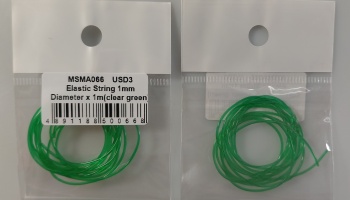 MSMA066 USD3
Elastic String 1mm
Diameter x 1m(clear green